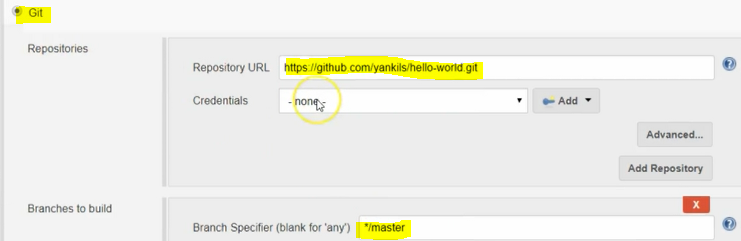 Git
Repositories
Repository URL https://github.com/yankils/hello-world.git
Credentials - none - Add
Advanced...
Add Repository
Branches to build
X
Branch Specifier (blank for 'any') */master